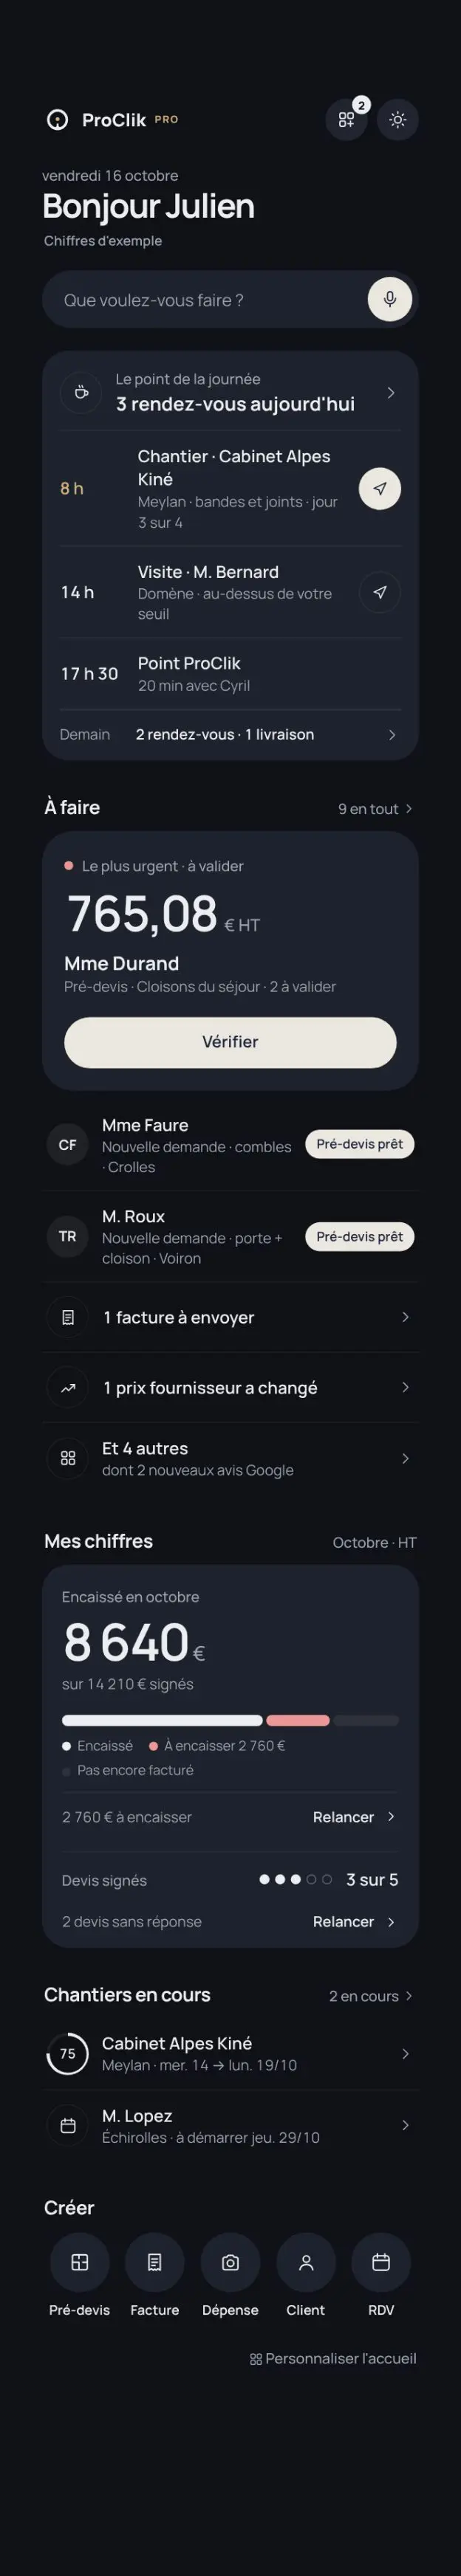 ProClik PRO
2
vendredi 16 octobre
Bonjour Julien
Chiffres d'exemple
Que voulez-vous faire ?
Le point de la journée
3 rendez-vous aujourd'hui
8 h
Chantier · Cabinet Alpes
Kiné
Meylan · bandes et joints · jour
3 sur 4
14 h
Visite · M. Bernard
Domène · au-dessus de votre
seuil
17 h 30
Point ProClik
20 min avec Cyril
Demain 2 rendez-vous · 1 livraison
À faire
9 en tout
Le plus urgent · à valider
765,08 € HT
Mme Durand
Pré-devis · Cloisons du séjour · 2 à valider
Vérifier
CF
Mme Faure
Nouvelle demande · combles
· Crolles
Pré-devis prêt
TR
M. Roux
Nouvelle demande · porte +
cloison · Voiron
Pré-devis prêt
1 facture à envoyer
1 prix fournisseur a changé
Et 4 autres
dont 2 nouveaux avis Google
Mes chiffres
Octobre · HT
Encaissé en octobre
8 640 €
sur 14 210 € signés
Encaissé À encaisser 2 760 €
Pas encore facturé
2 760 € à encaisser Relancer
Devis signés 3 sur 5
2 devis sans réponse Relancer
Chantiers en cours
2 en cours
75
Cabinet Alpes Kiné
Meylan · mer. 14 → lun. 19/10
M. Lopez
Échirolles · à démarrer jeu. 29/10
Créer
Pré-devis Facture Dépense Client RDV
Personnaliser l'accueil